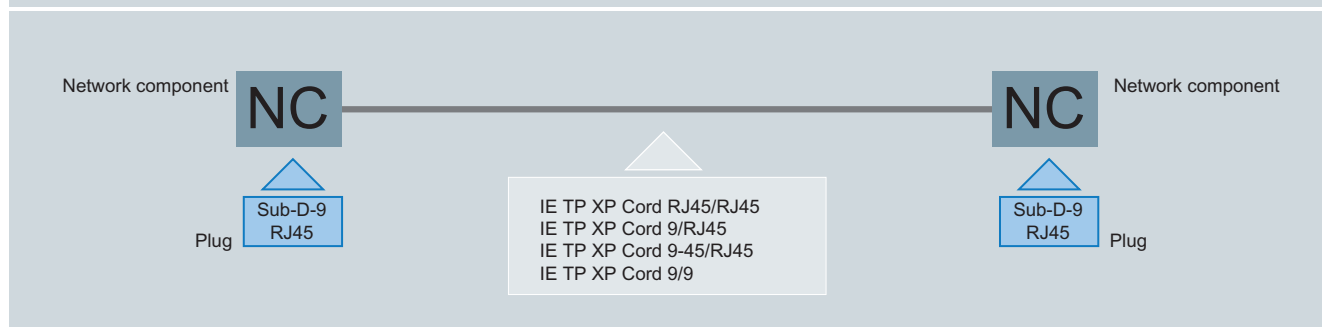 Network component
NC
NC
Network component
Sub-D-9
RJ45
Plug
IE TP XP Cord RJ45/RJ45
IE TP XP Cord 9/RJ45
IE TP XP Cord 9-45/RJ45
IE TP XP Cord 9/9
Sub-D-9
RJ45
Plug